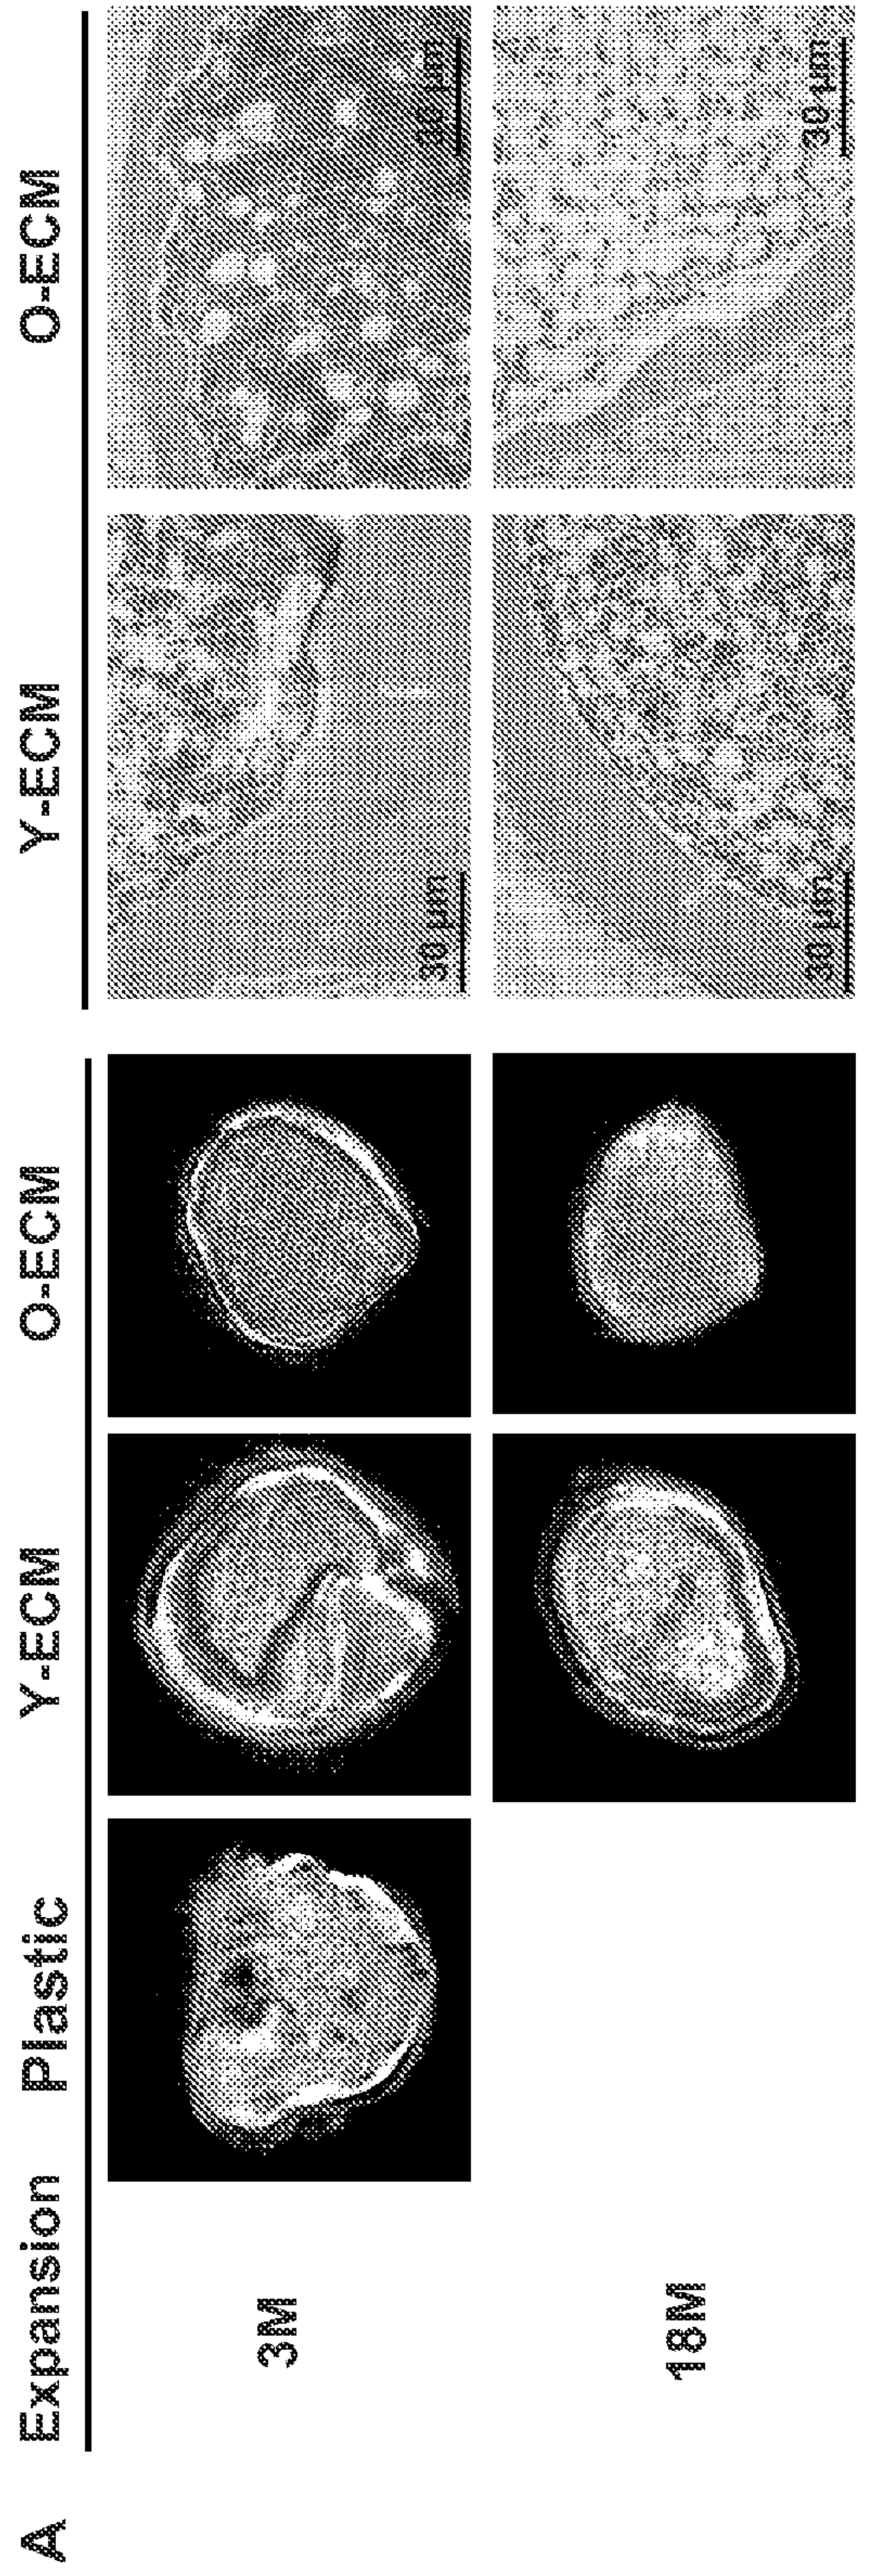 A Expansion Plastic Y-ECM O-ECM Y-ECM O-ECM
3M
30 µm
30 µm
18M
30 µm
30 µm